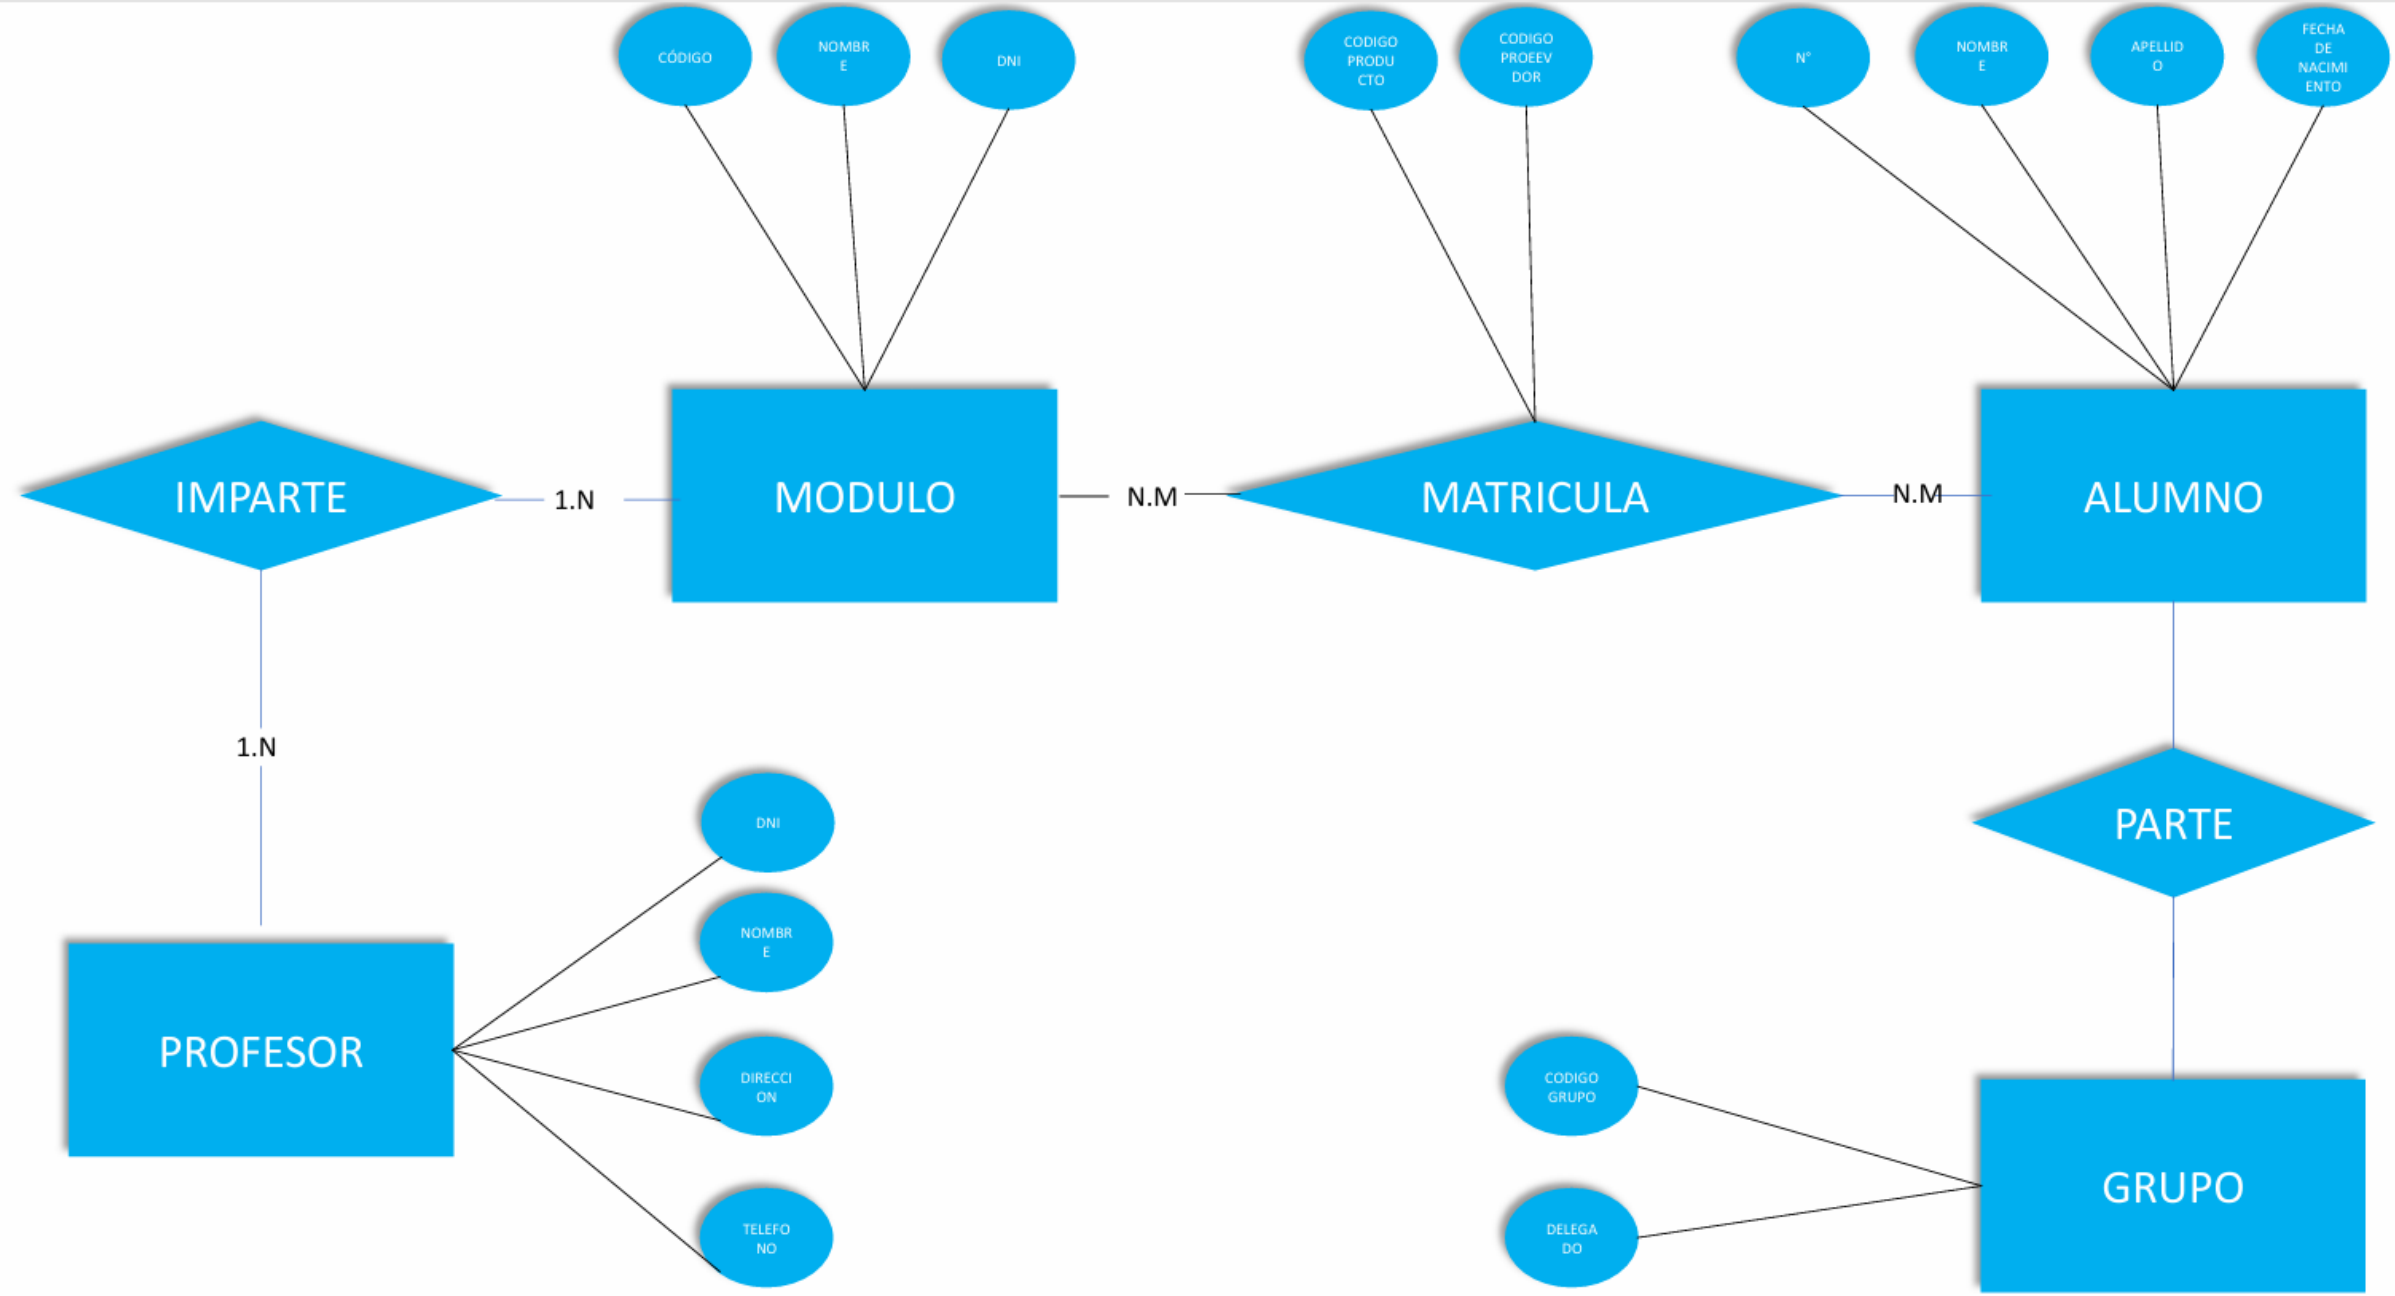 CÓDIGO
NOMBR
E
DNI
CODIGO
PRODU
CTO
CODIGO
PROEEV
DOR
N°
NOMBR
E
APELLID
O
FECHA
DE
NACIMI
ENTO
IMPARTE
1.N
MODULO
N.M
MATRICULA
N.M
ALUMNO
1.N
PARTE
DNI
NOMBR
E
PROFESOR
DIRECCI
ON
TELEFO
NO
CODIGO
GRUPO
DELEGA
DO
GRUPO